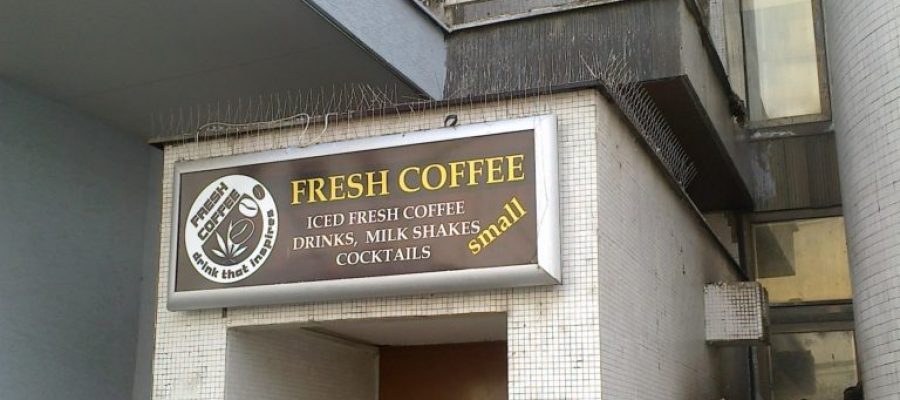 FRESH
COFFEE
drink that inspires
FRESH COFFEE
ICED FRESH COFFEE
DRINKS, MILK SHAKES
COCKTAILS
small